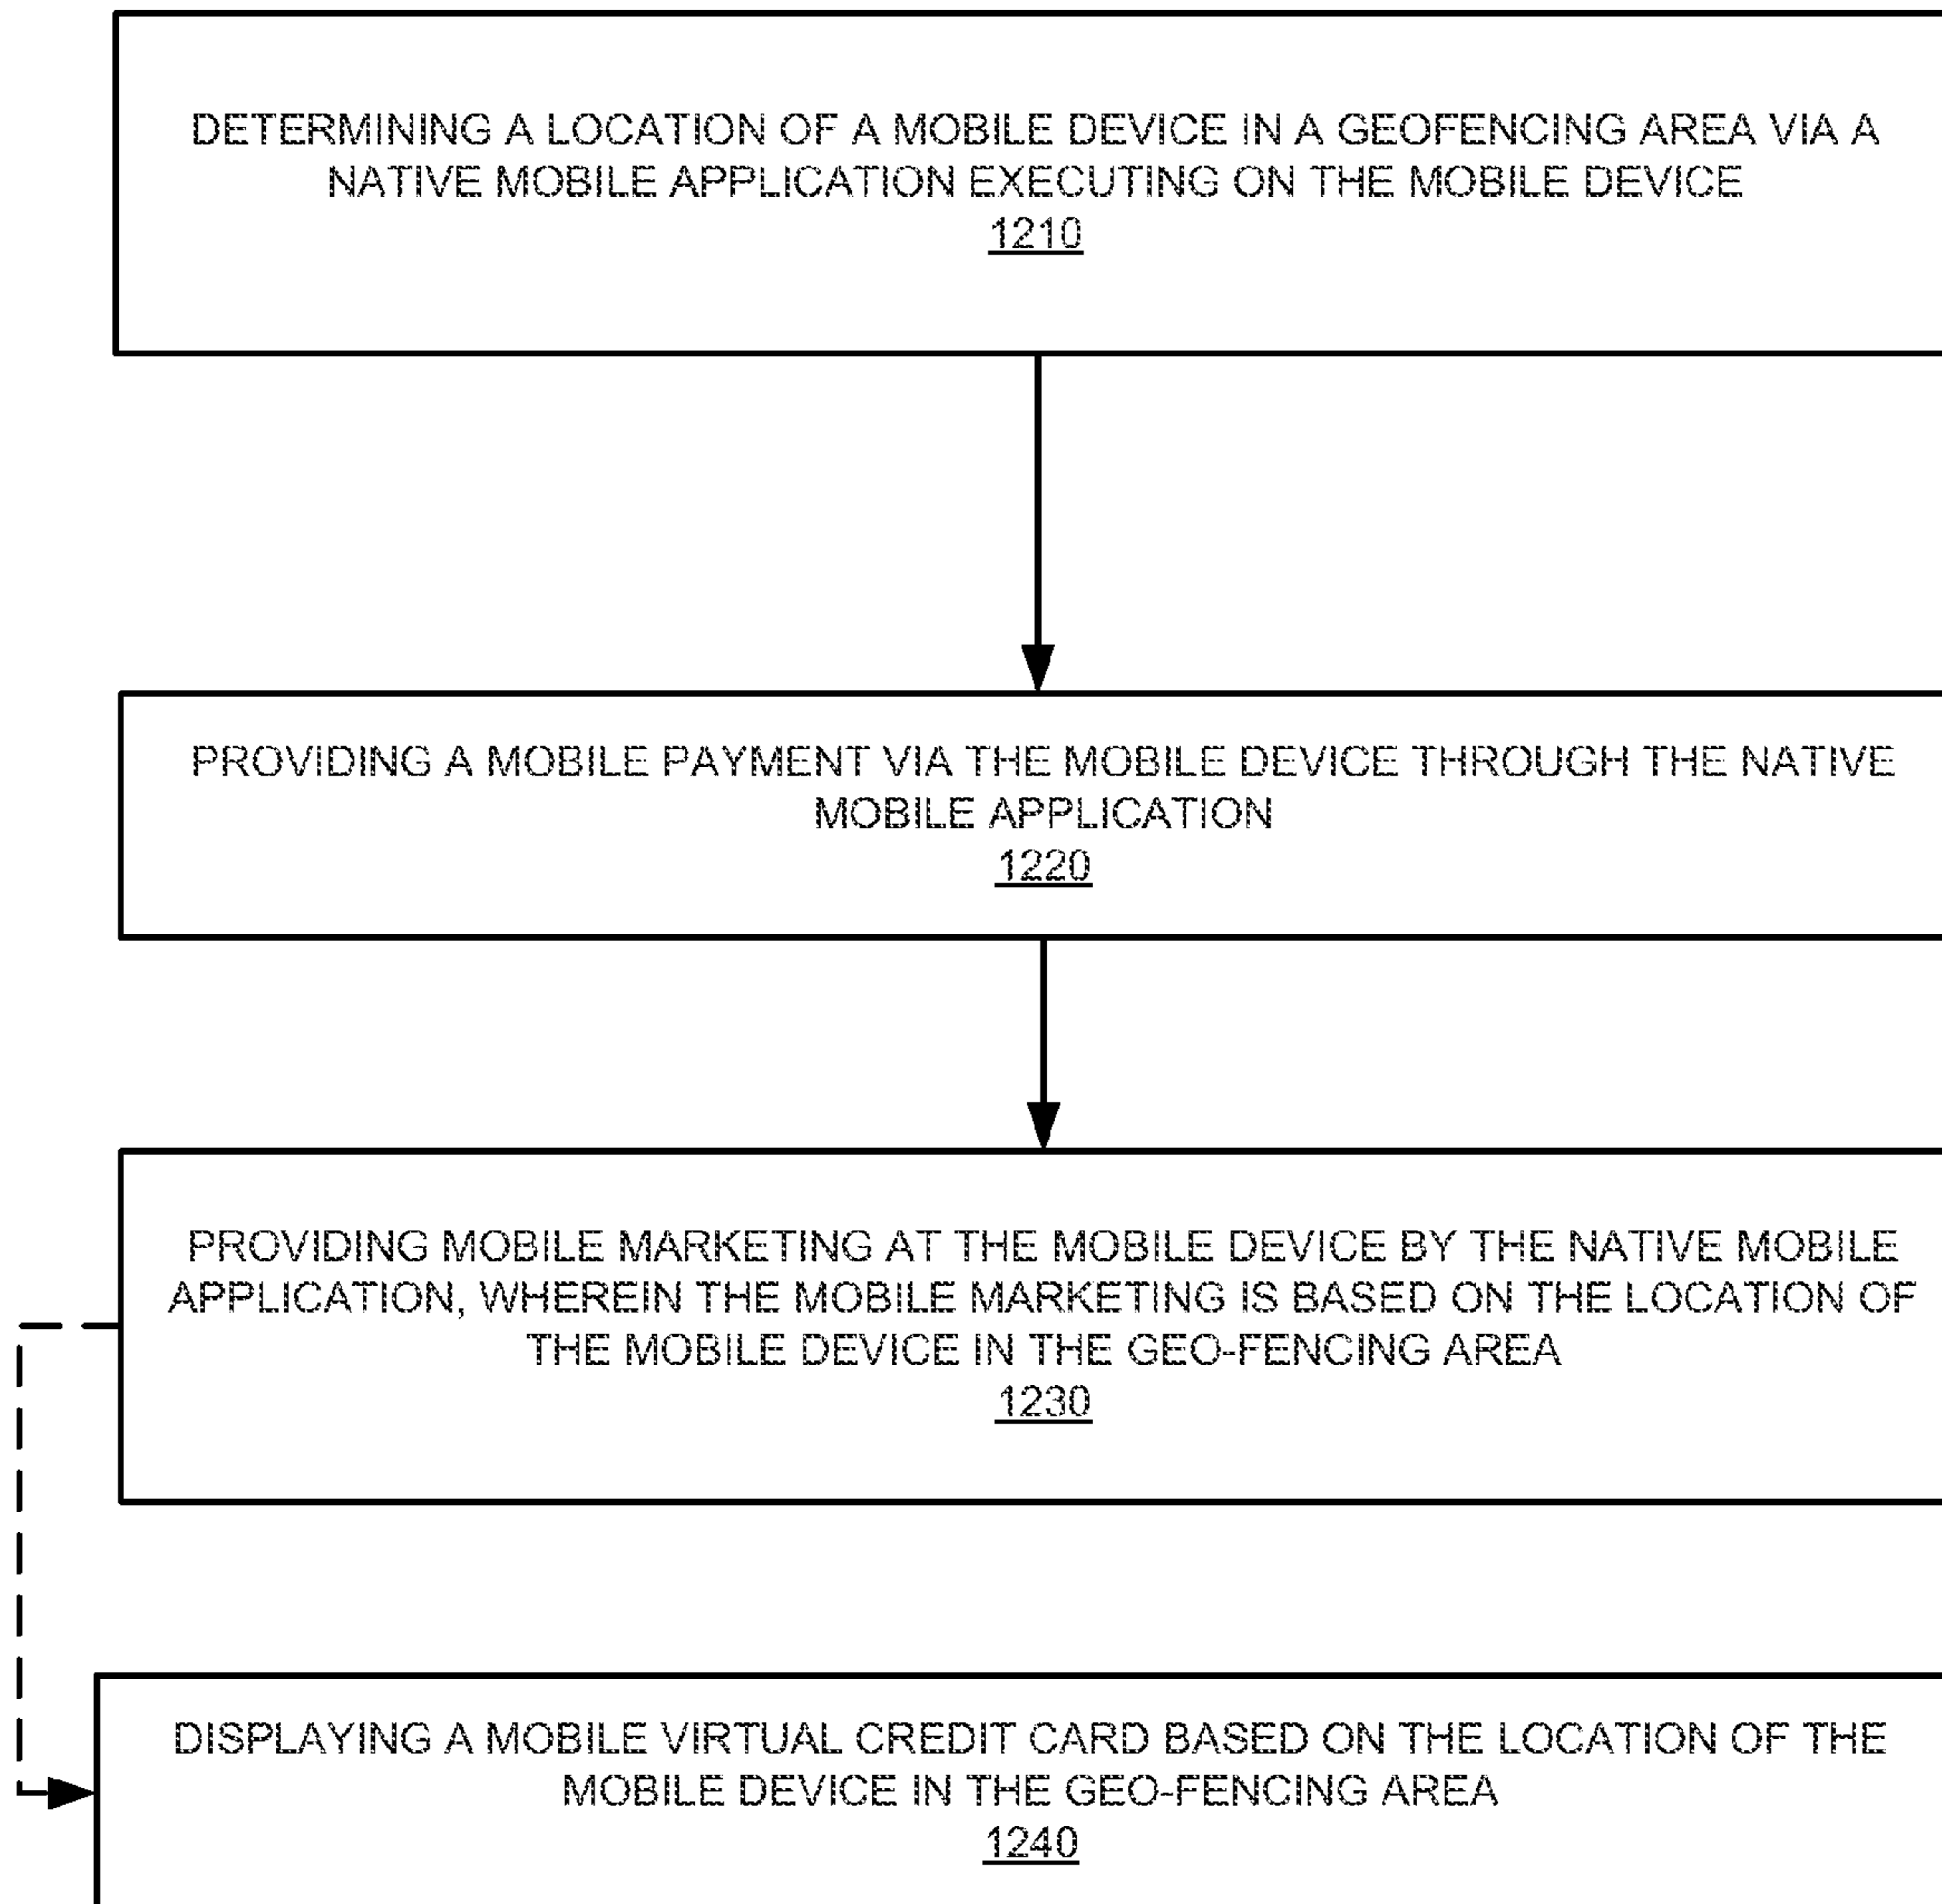 DETERMINING A LOCATION OF A MOBILE DEVICE IN A GEOFENCING AREA VIA A
NATIVE MOBILE APPLICATION EXECUTING ON THE MOBILE DEVICE
1210
PROVIDING A MOBILE PAYMENT VIA THE MOBILE DEVICE THROUGH THE NATIVE
MOBILE APPLICATION
1220
PROVIDING MOBILE MARKETING AT THE MOBILE DEVICE BY THE NATIVE MOBILE
APPLICATION, WHEREIN THE MOBILE MARKETING IS BASED ON THE LOCATION OF
THE MOBILE DEVICE IN THE GEO-FENCING AREA
1230
DISPLAYING A MOBILE VIRTUAL CREDIT CARD BASED ON THE LOCATION OF THE
MOBILE DEVICE IN THE GEO-FENCING AREA
1240